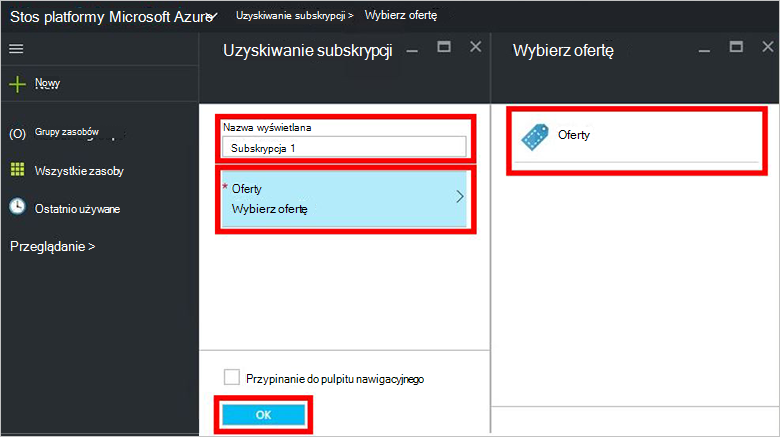 Stos platformy Microsoft Azure
Uzyskiwanie subskrypcji > Wybierz ofertę
Nowy
Grupy zasobów
Wszystkie zasoby
Ostatnio używane
Przeglądanie >
Uzyskiwanie subskrypcji
Nazwa wyświetlana
Subskrypcja 1
* Oferty
Wybierz ofertę
Przypinanie do pulpitu nawigacyjnego
OK
Wybierz ofertę
Oferty